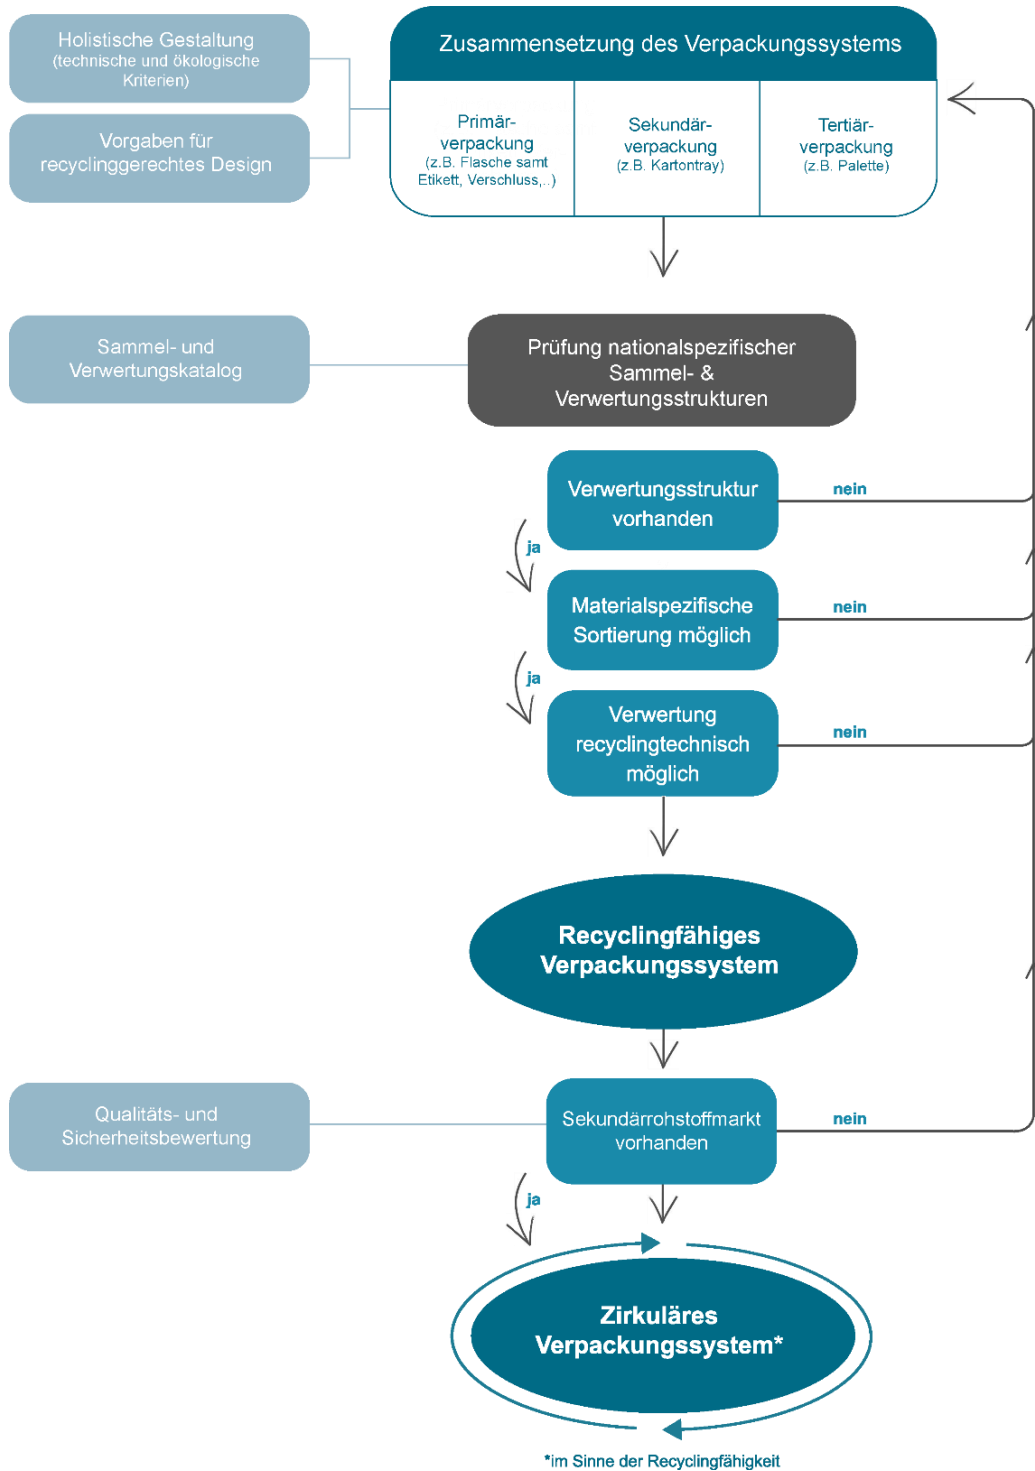 Holistische Gestaltung
(technische und ökologische
Kriterien)
Vorgaben für
recyclinggerechtes Design
Zusammensetzung des Verpackungssystems
Primär-
verpackung
(z.B. Flasche samt
Etikett, Verschluss,..)
Sekundär-
verpackung
(z.B. Kartontray)
Tertiär-
verpackung
(z.B. Palette)
Sammel- und
Verwertungskatalog
Prüfung nationalspezifischer
Sammel- &
Verwertungsstrukturen
Verwertungsstruktur
vorhanden
nein
ja
Materialspezifische
Sortierung möglich
nein
ja
Verwertung
recyclingtechnisch
möglich
nein
Recyclingfähiges
Verpackungssystem
Qualitäts- und
Sicherheitsbewertung
Sekundärrohstoffmarkt
vorhanden
nein
ja
Zirkuläres
Verpackungssystem*
*im Sinne der Recyclingfähigkeit